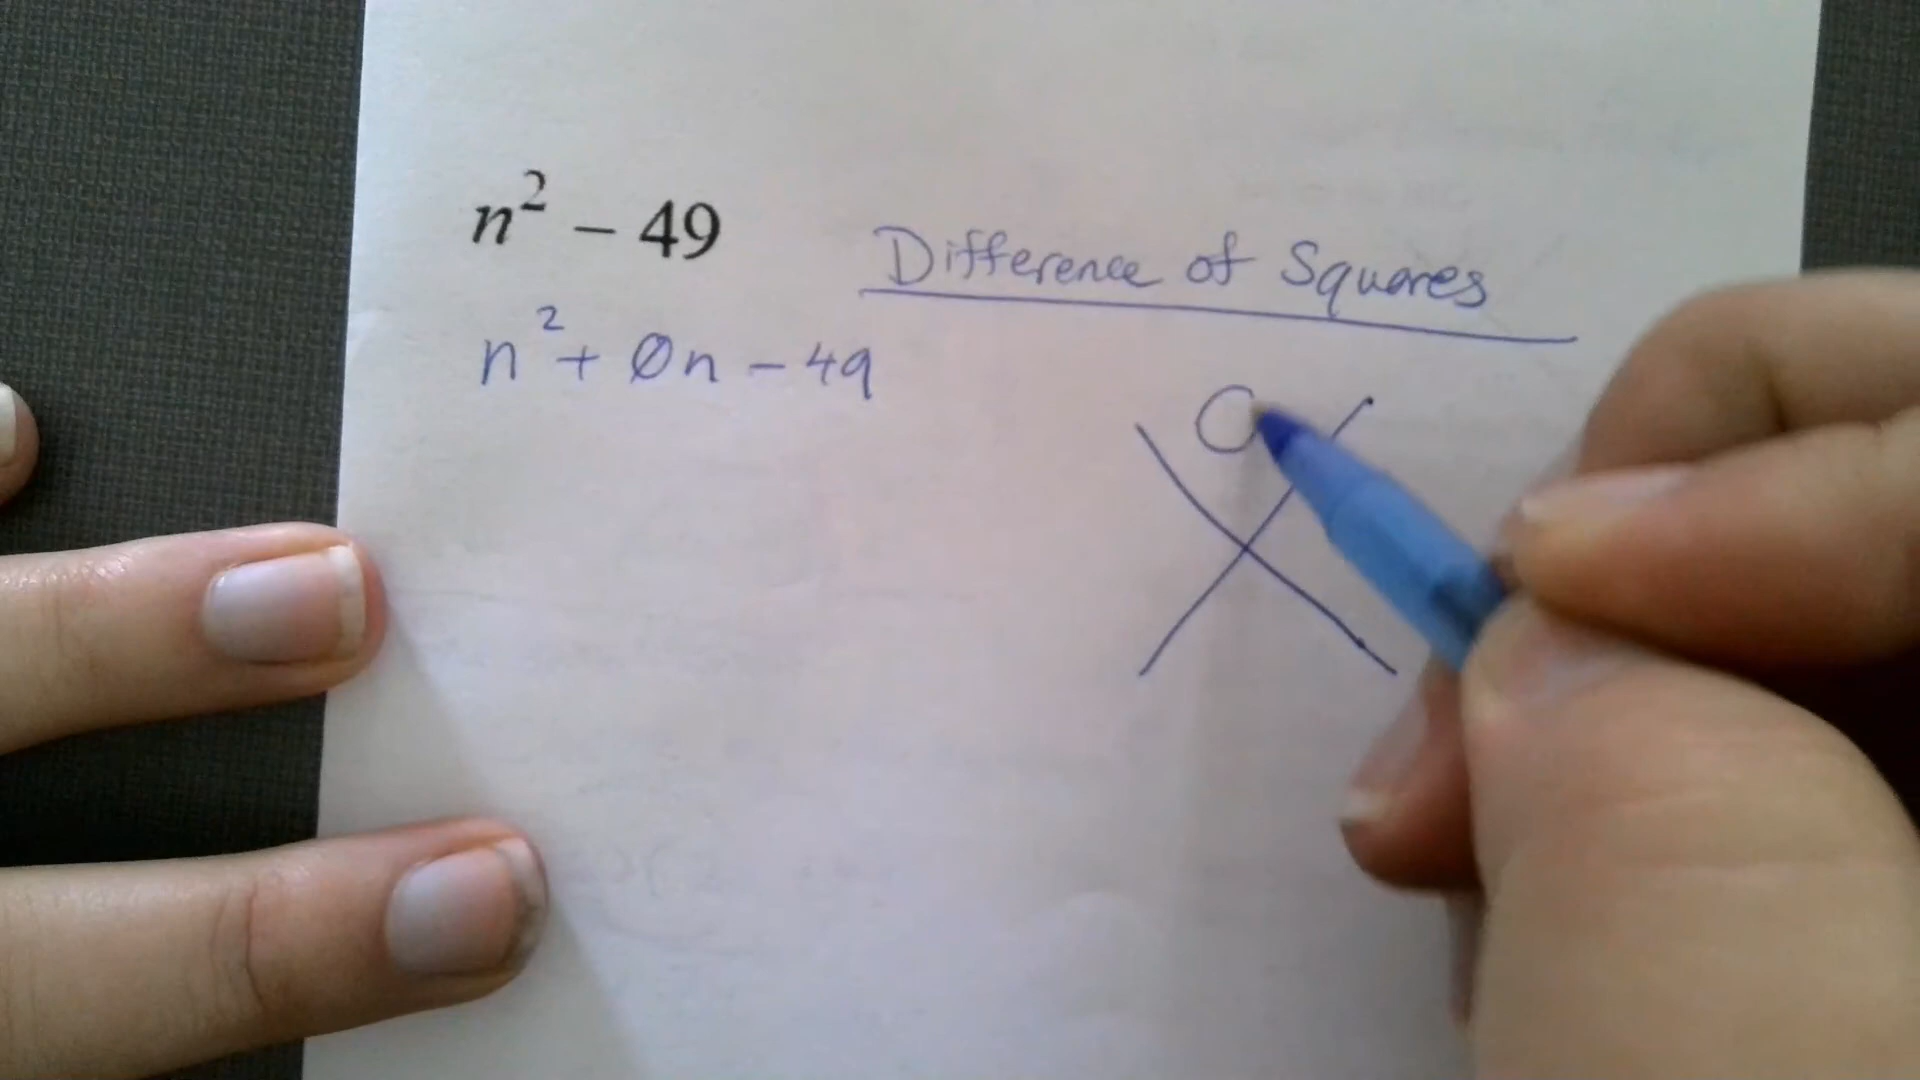 n² – 49
Difference of Squares
n² + 0n – 49
0